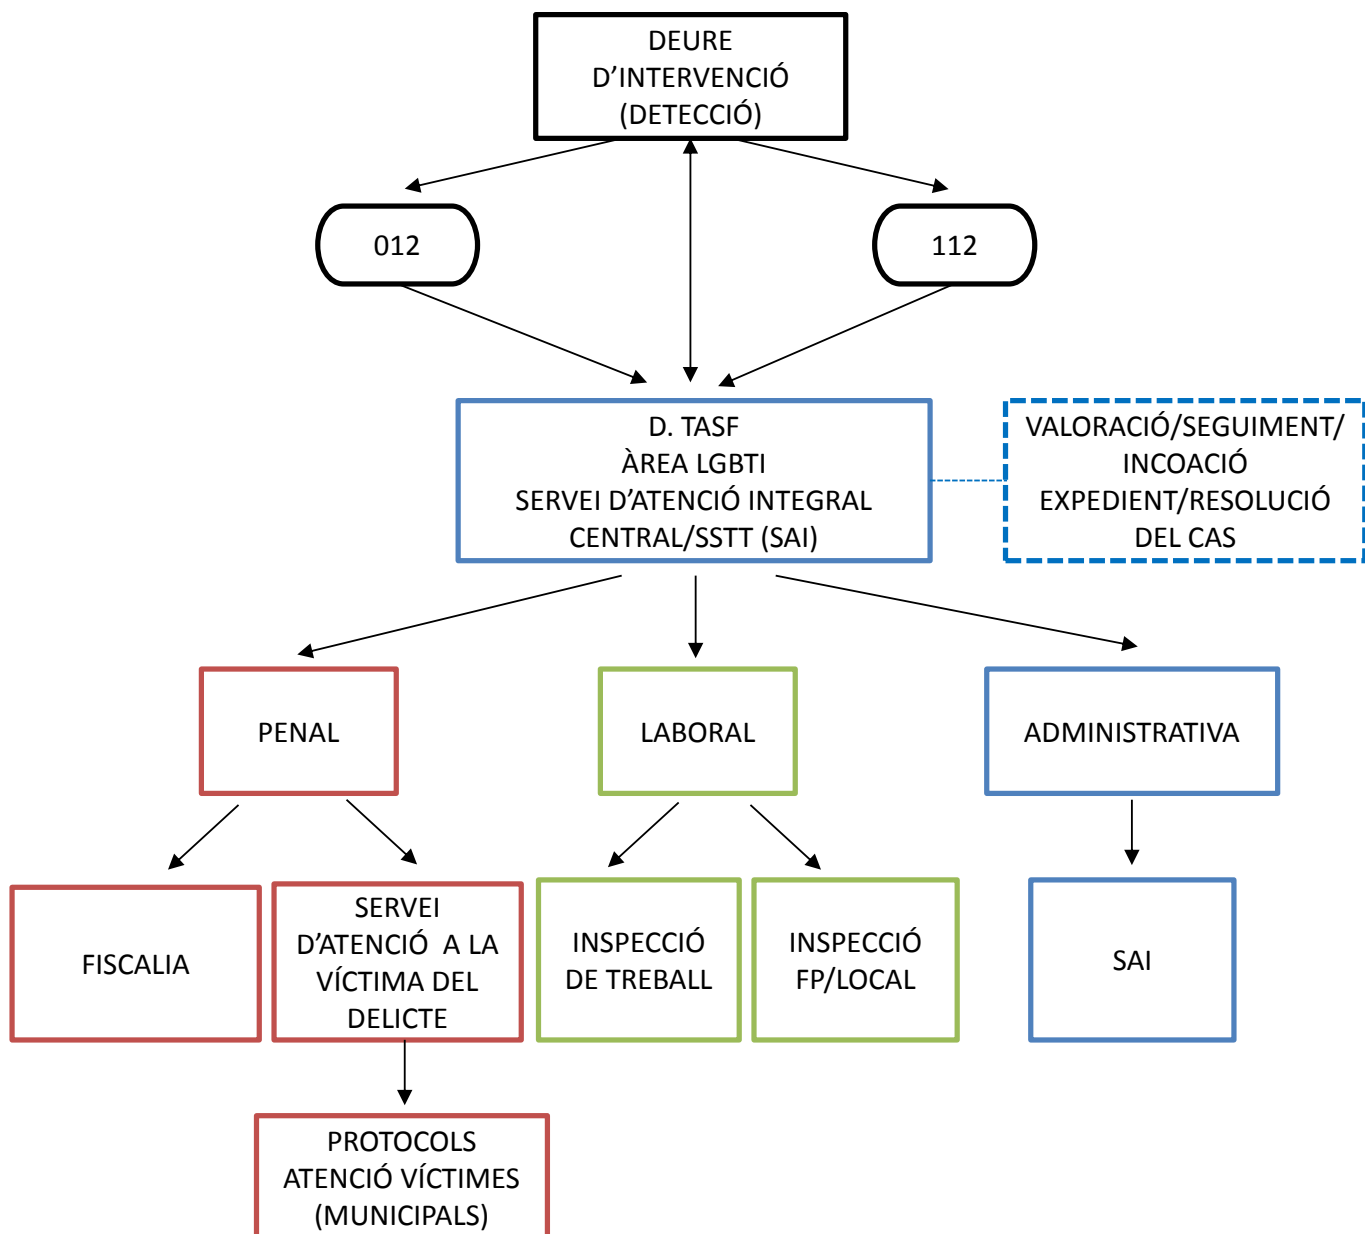 DEURE
D’INTERVENCIÓ
(DETECCIÓ)
012
112
D. TASF
ÀREA LGBTI
SERVEI D’ATENCIÓ INTEGRAL
CENTRAL/SSTT (SAI)
VALORACIÓ/SEGUIMENT/
INCOACIÓ
EXPEDIENT/RESOLUCIÓ
DEL CAS
PENAL
LABORAL
ADMINISTRATIVA
FISCALIA
SERVEI
D’ATENCIÓ A LA
VÍCTIMA DEL
DELICTE
INSPECCIÓ
DE TREBALL
INSPECCIÓ
FP/LOCAL
SAI
PROTOCOLS
ATENCIÓ VÍCTIMES
(MUNICIPALS)